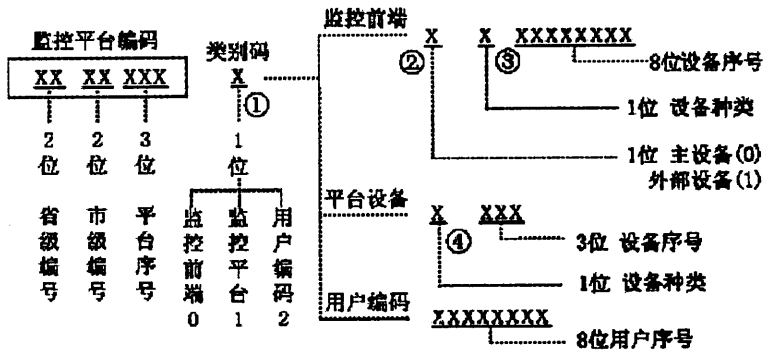 监控平台编码
XX XX XXX
2位 2位 3位
省级编号 市级编号 平台序号
类别码
X
①
1位
监控前端0 监控平台1 用户编码2
监控前端
X X XXXXXXXX
② ③
8位设备序号
1位 设备种类
1位 主设备(0)
外部设备(1)
平台设备
X XXX
④
3位 设备序号
1位 设备种类
用户编码
XXXXXXXX
8位用户序号